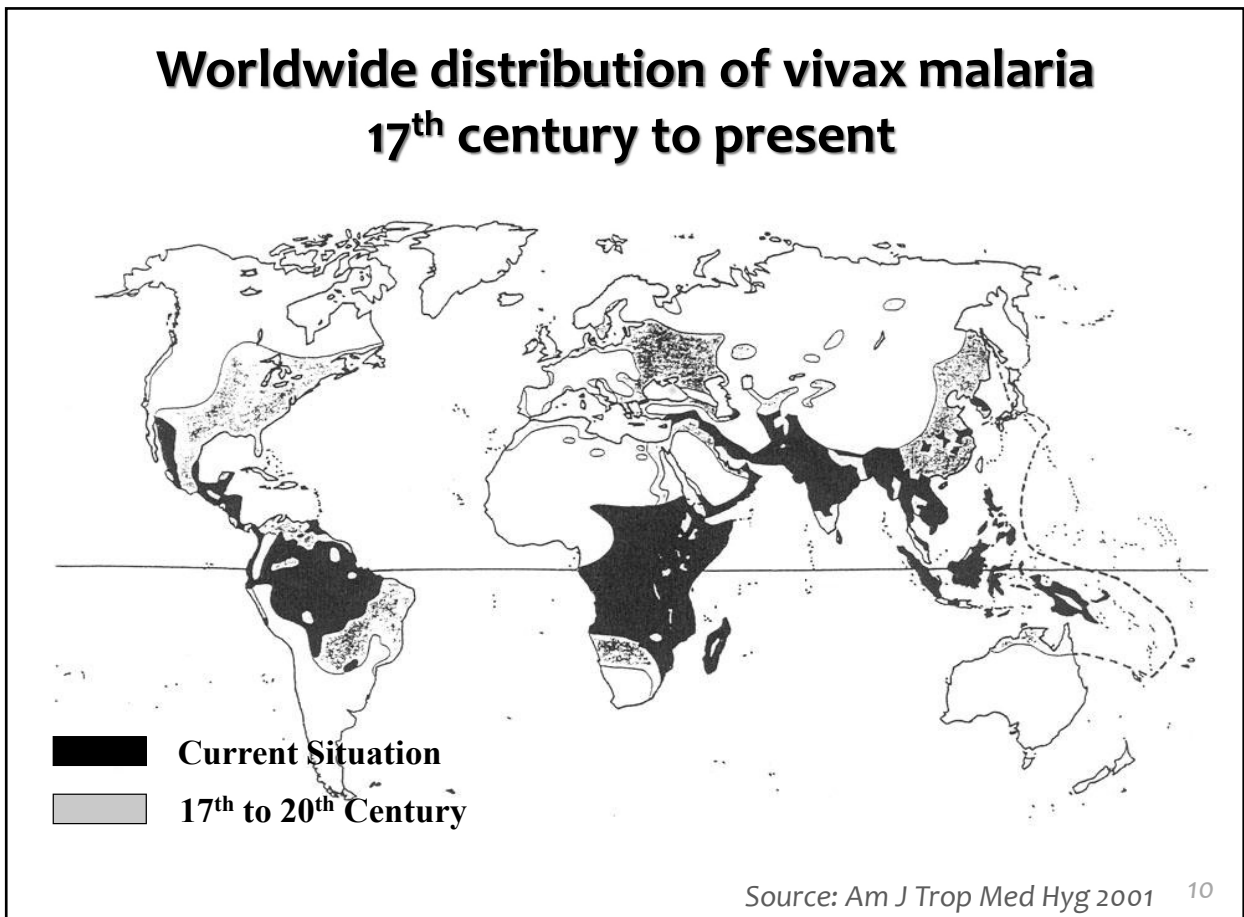 Worldwide distribution of vivax malaria
17th century to present
Current Situation
17th to 20th Century
Source: Am J Trop Med Hyg 2001 10